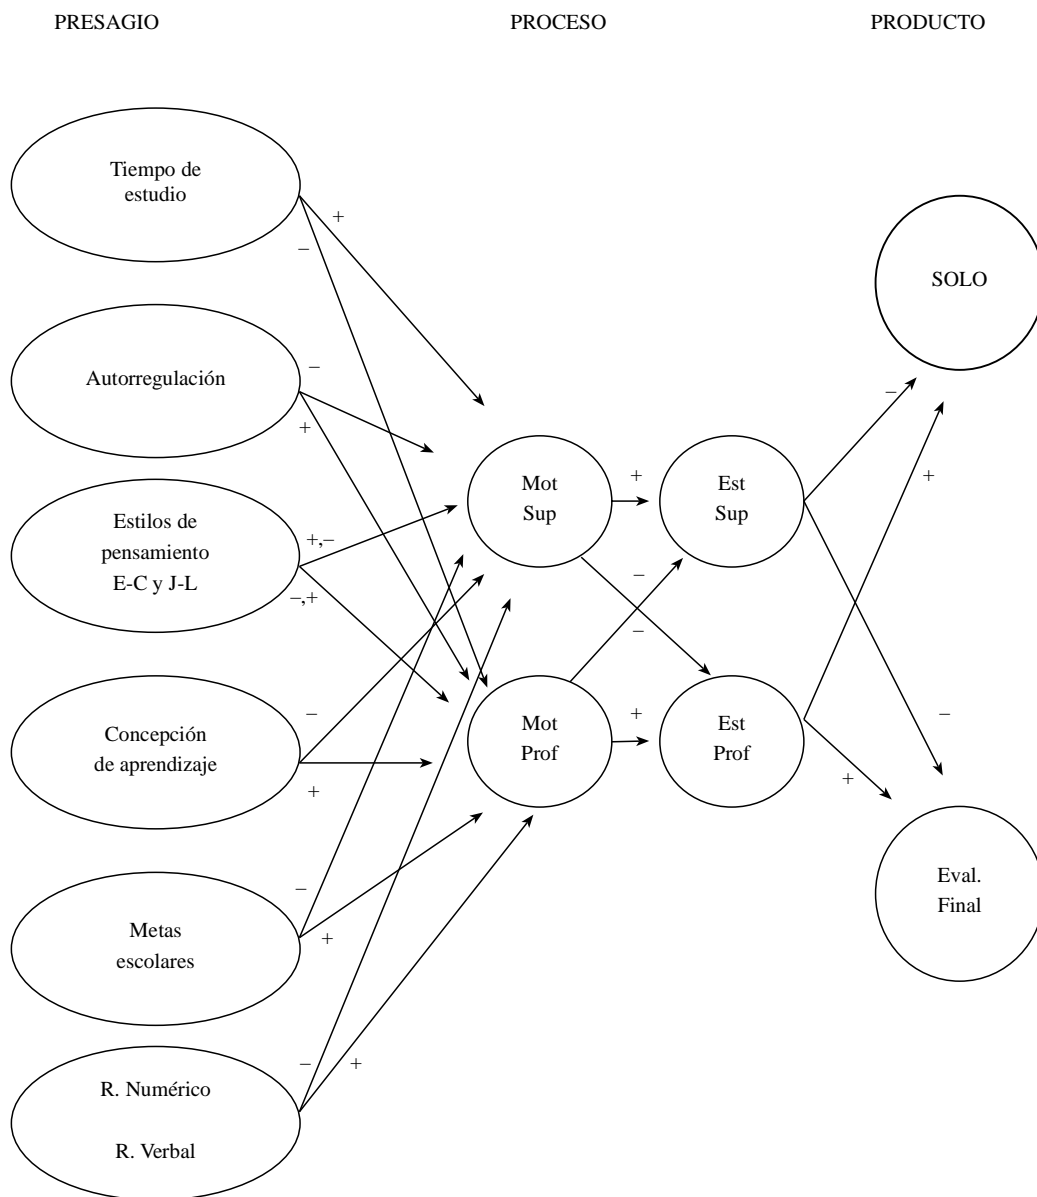 PRESAGIO
PROCESO
PRODUCTO
Tiempo de
estudio
+
–
SOLO
Autorregulación
–
+
–
+
Estilos de
pensamiento
E-C y J-L
+,–
–,+
Mot
Sup
+
Est
Sup
–
–
Concepción
de aprendizaje
–
+
Mot
Prof
+
Est
Prof
–
+
Metas
escolares
–
+
Eval.
Final
R. Numérico
R. Verbal
–
+